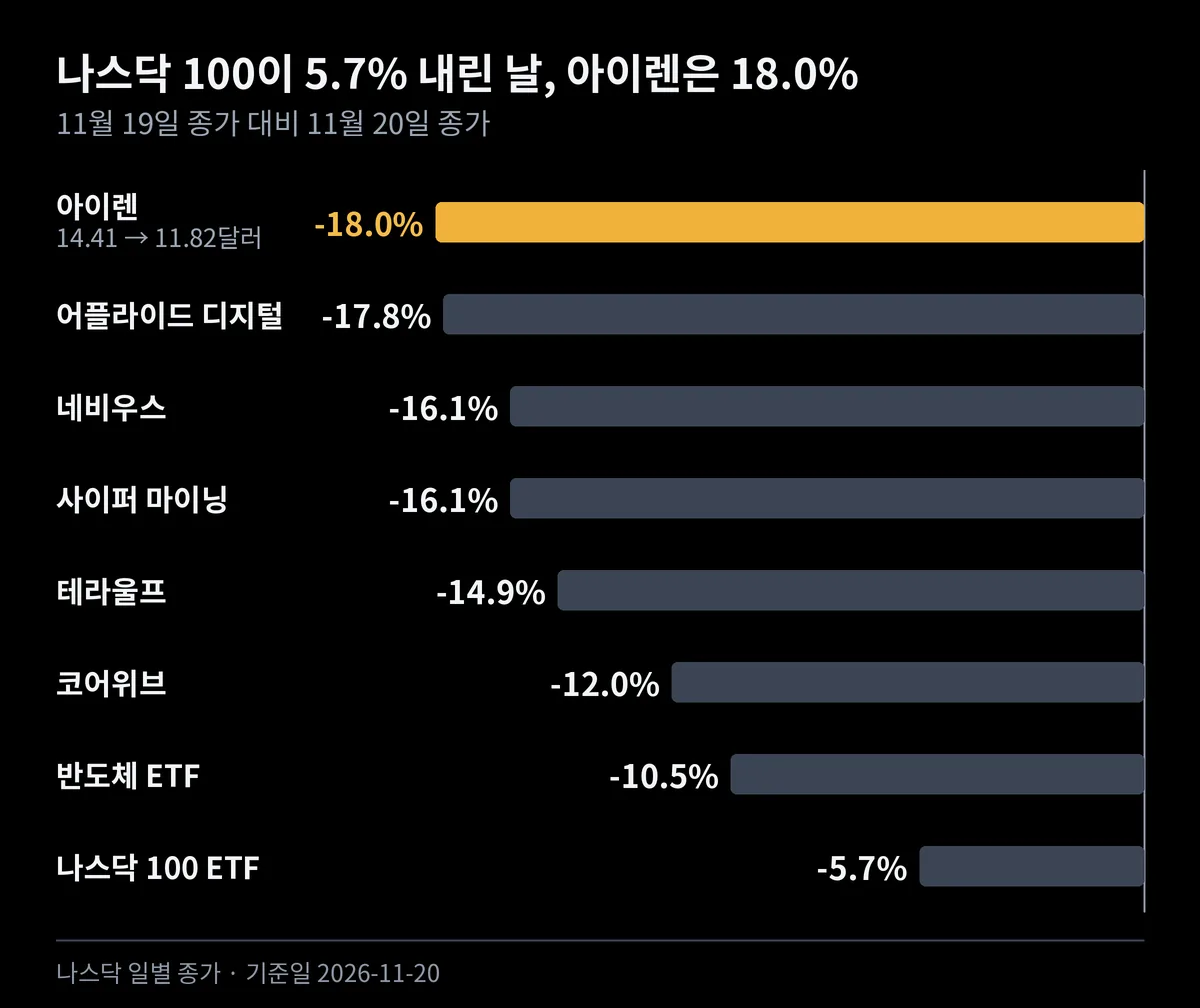 나스닥 100이 5.7% 내린 날, 아이렌은 18.0%
11월 19일 종가 대비 11월 20일 종가
아이렌
14.41 → 11.82달러
-18.0%
어플라이드 디지털 -17.8%
네비우스 -16.1%
사이퍼 마이닝 -16.1%
테라울프 -14.9%
코어위브 -12.0%
반도체 ETF -10.5%
나스닥 100 ETF -5.7%
나스닥 일별 종가 · 기준일 2026-11-20